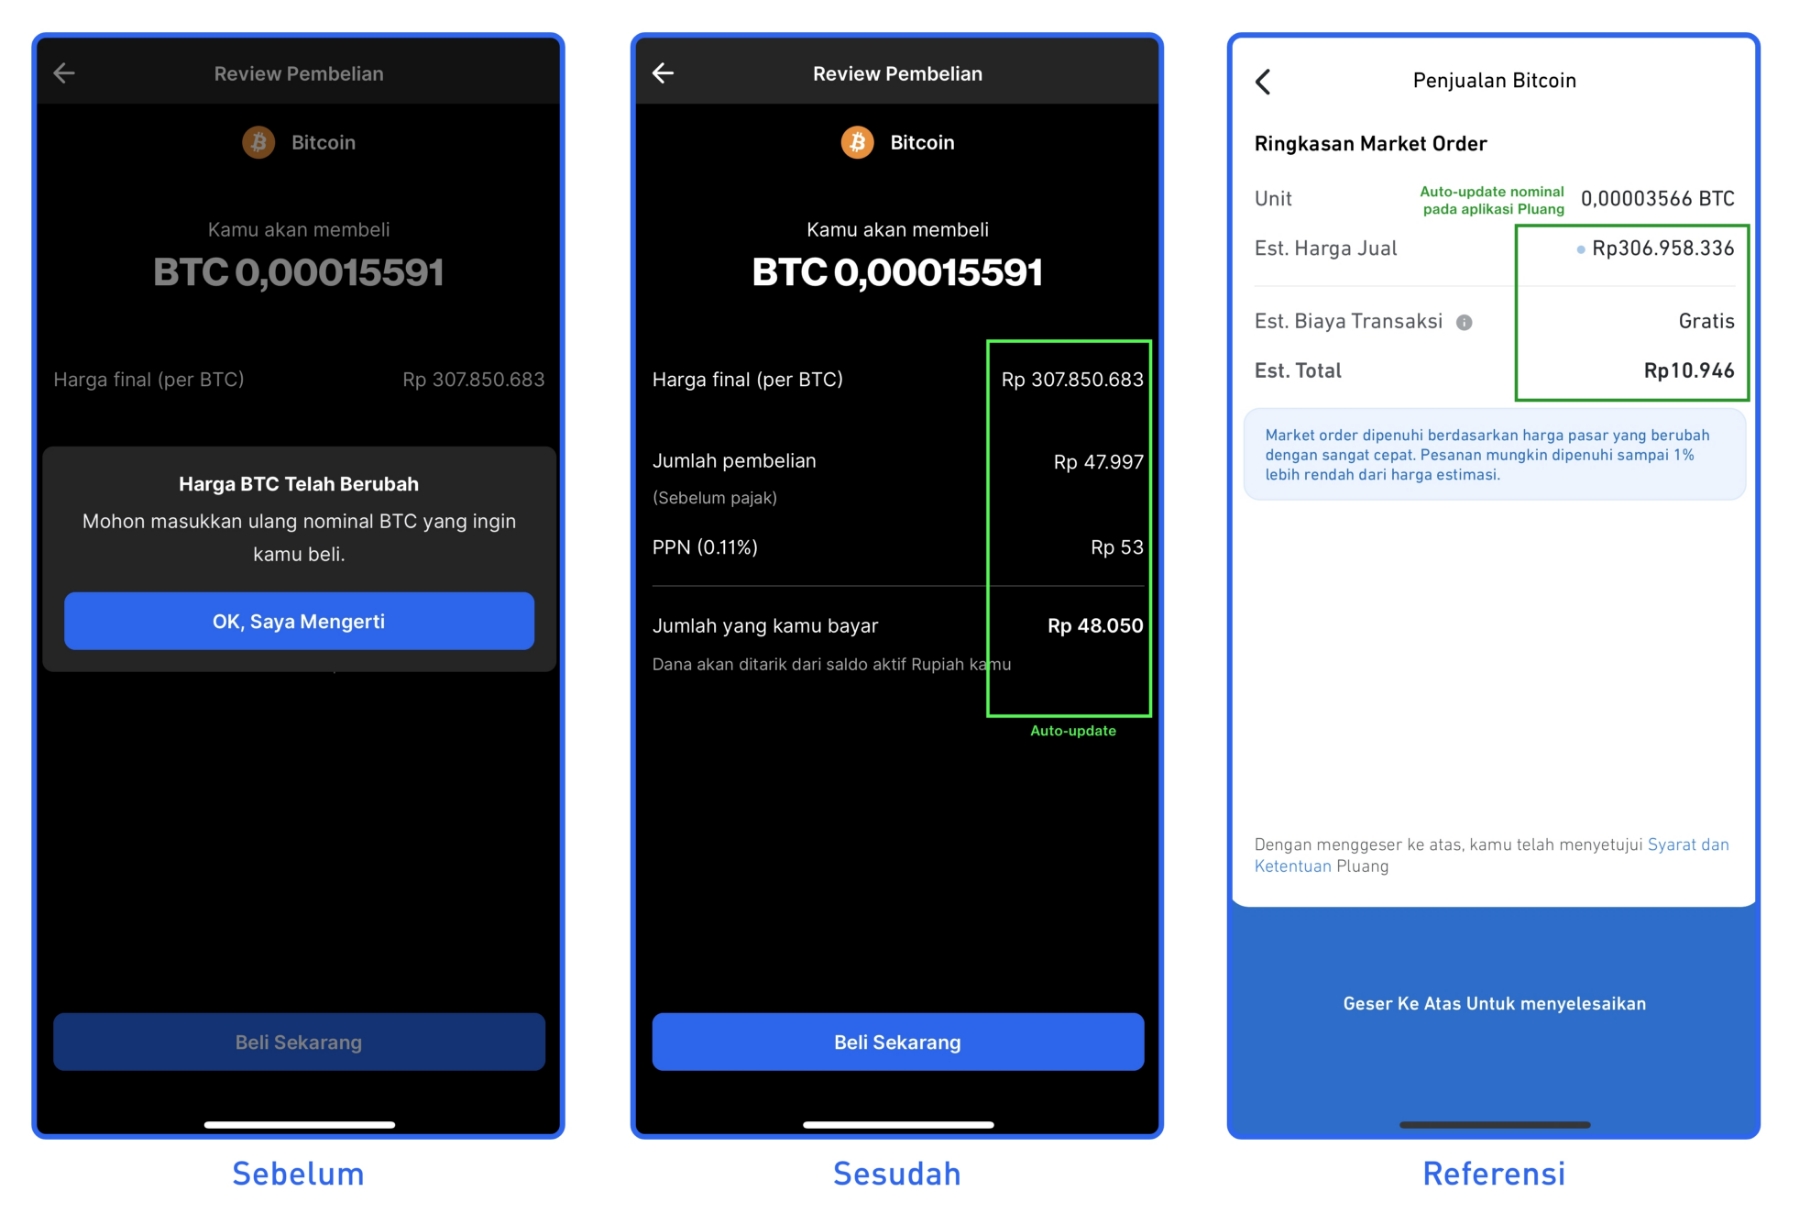 Review Pembelian
Bitcoin
Kamu akan membeli
BTC 0,00015591
Harga final (per BTC) Rp 307.850.683
Harga BTC Telah Berubah
Mohon masukkan ulang nominal BTC yang ingin
kamu beli.
OK, Saya Mengerti
Beli Sekarang
Sebelum
Review Pembelian
Bitcoin
Kamu akan membeli
BTC 0,00015591
Harga final (per BTC) Rp 307.850.683
Jumlah pembelian Rp 47.997
(Sebelum pajak)
PPN (0.11%) Rp 53
Jumlah yang kamu bayar Rp 48.050
Dana akan ditarik dari saldo aktif Rupiah kamu
Auto-update
Beli Sekarang
Sesudah
Penjualan Bitcoin
Ringkasan Market Order
Auto-update nominal
pada aplikasi Pluang
Unit 0,00003566 BTC
Est. Harga Jual Rp306.958.336
Est. Biaya Transaksi Gratis
Est. Total Rp10.946
Market order dipenuhi berdasarkan harga pasar yang berubah
dengan sangat cepat. Pesanan mungkin dipenuhi sampai 1%
lebih rendah dari harga estimasi.
Dengan menggeser ke atas, kamu telah menyetujui Syarat dan
Ketentuan Pluang
Geser Ke Atas Untuk menyelesaikan
Referensi